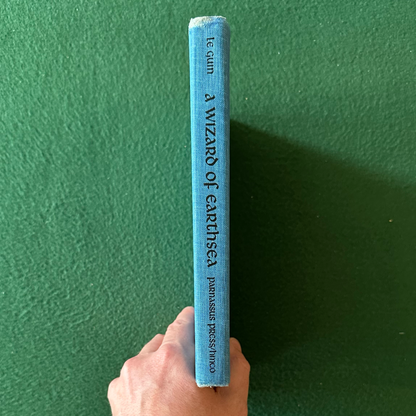 le guin
a wizard of earthsea
parnassus press/hmco